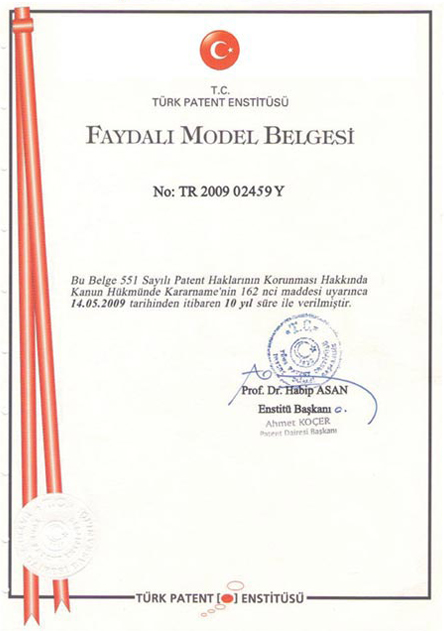 T.C.
TÜRK PATENT ENSTİTÜSÜ
FAYDALI MODEL BELGESİ
No: TR 2009 02459 Y
Bu Belge 551 Sayılı Patent Haklarının Korunması Hakkında
Kanun Hükmünde Kararname'nin 162 nci maddesi uyarınca
14.05.2009 tarihinden itibaren 10 yıl süre ile verilmiştir.
T.C.
Prof. Dr. Habip ASAN
Enstitü Başkanı
Ahmet KOÇER
Patent Dairesi Başkanı
TÜRK PATENT ENSTİTÜSÜ